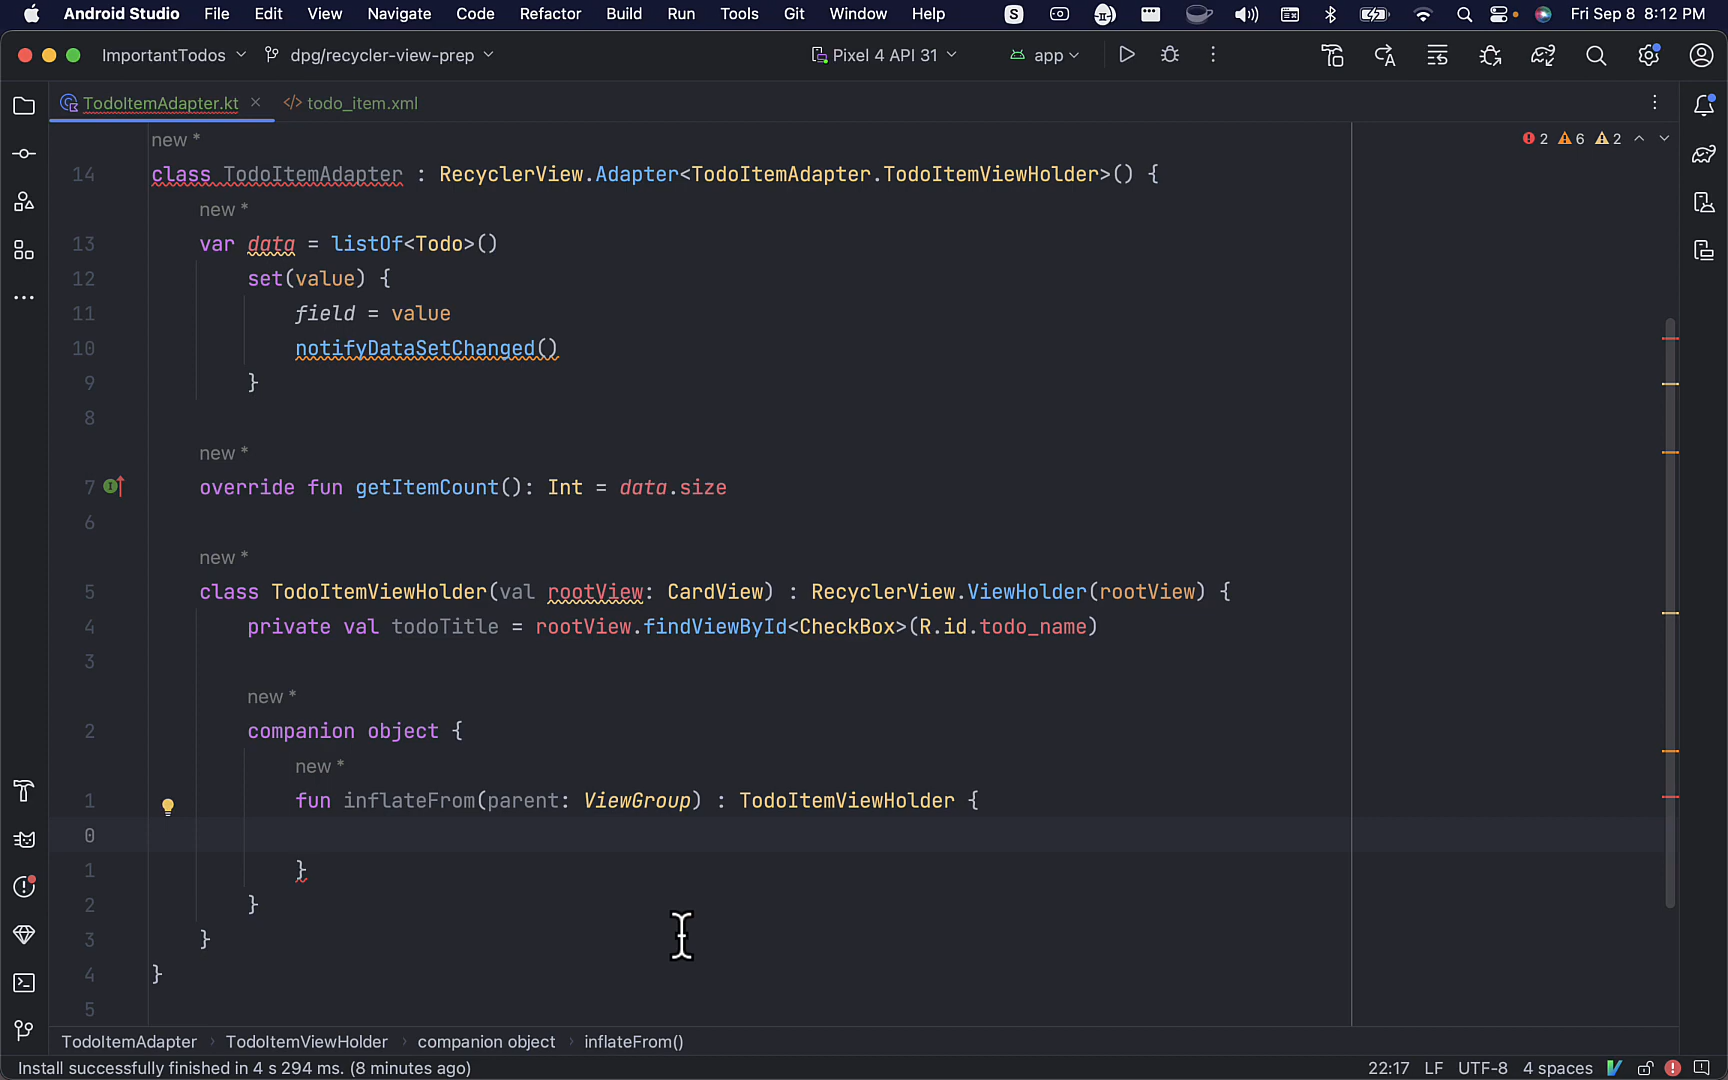 Android Studio File Edit View Navigate Code Refactor Build Run Tools Git Window Help S Fri Sep 8 8:12 PM
ImportantTodos dpg/recycler-view-prep Pixel 4 API 31 app
TodoItemAdapter.kt todo_item.xml
new *
2 6 2
14 class TodoItemAdapter : RecyclerView.Adapter<TodoItemAdapter.TodoItemViewHolder>() {
new *
13 var data = listOf<Todo>()
12 set(value) {
11 field = value
10 notifyDataSetChanged()
9 }
8
new *
7 override fun getItemCount(): Int = data.size
6
new *
5 class TodoItemViewHolder(val rootView: CardView) : RecyclerView.ViewHolder(rootView) {
4 private val todoTitle = rootView.findViewById<CheckBox>(R.id.todo_name)
3
new *
2 companion object {
new *
1 fun inflateFrom(parent: ViewGroup) : TodoItemViewHolder {
0
1 }
2 }
3 }
4 }
5
TodoItemAdapter TodoItemViewHolder companion object inflateFrom()
Install successfully finished in 4 s 294 ms. (8 minutes ago) 22:17 LF UTF-8 4 spaces